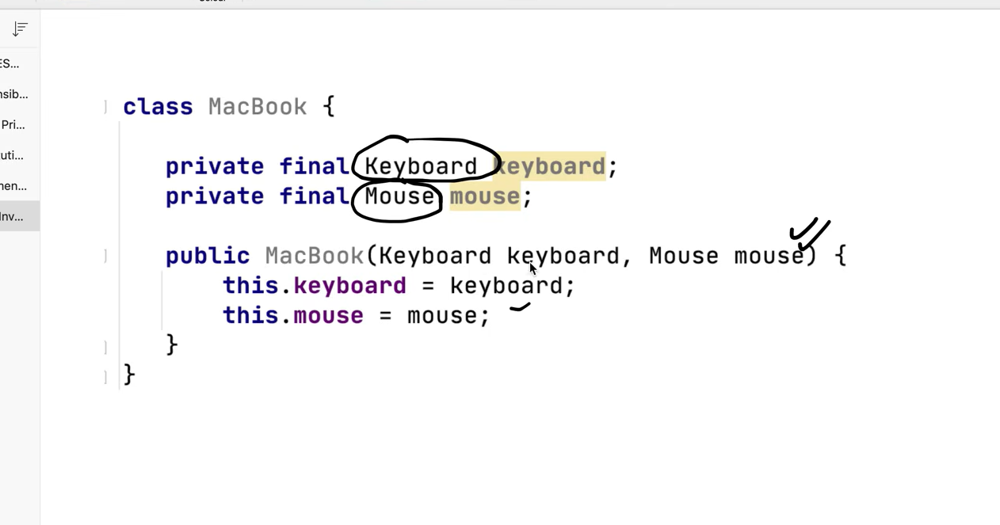 ES...
nsib...
Pri...
uti...
nen...
Inv...
class MacBook {
private final Keyboard keyboard;
private final Mouse mouse;
public MacBook(Keyboard keyboard, Mouse mouse) {
this.keyboard = keyboard;
this.mouse = mouse;
}
}